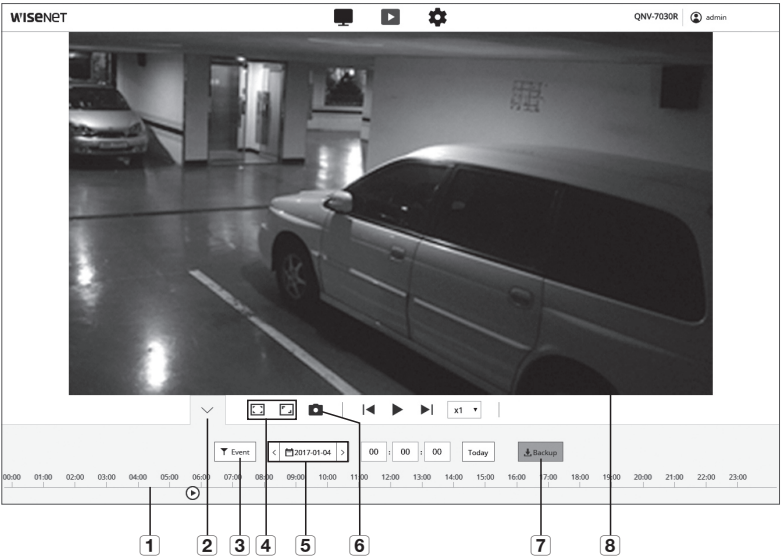 WISENET
QNV-7030R admin
x1
Event 2017-01-04 00 : 00 : 00 Today Backup
00:00 01:00 02:00 03:00 04:00 05:00 06:00 07:00 08:00 09:00 10:00 11:00 12:00 13:00 14:00 15:00 16:00 17:00 18:00 19:00 20:00 21:00 22:00 23:00
1 2 3 4 5 6 7 8